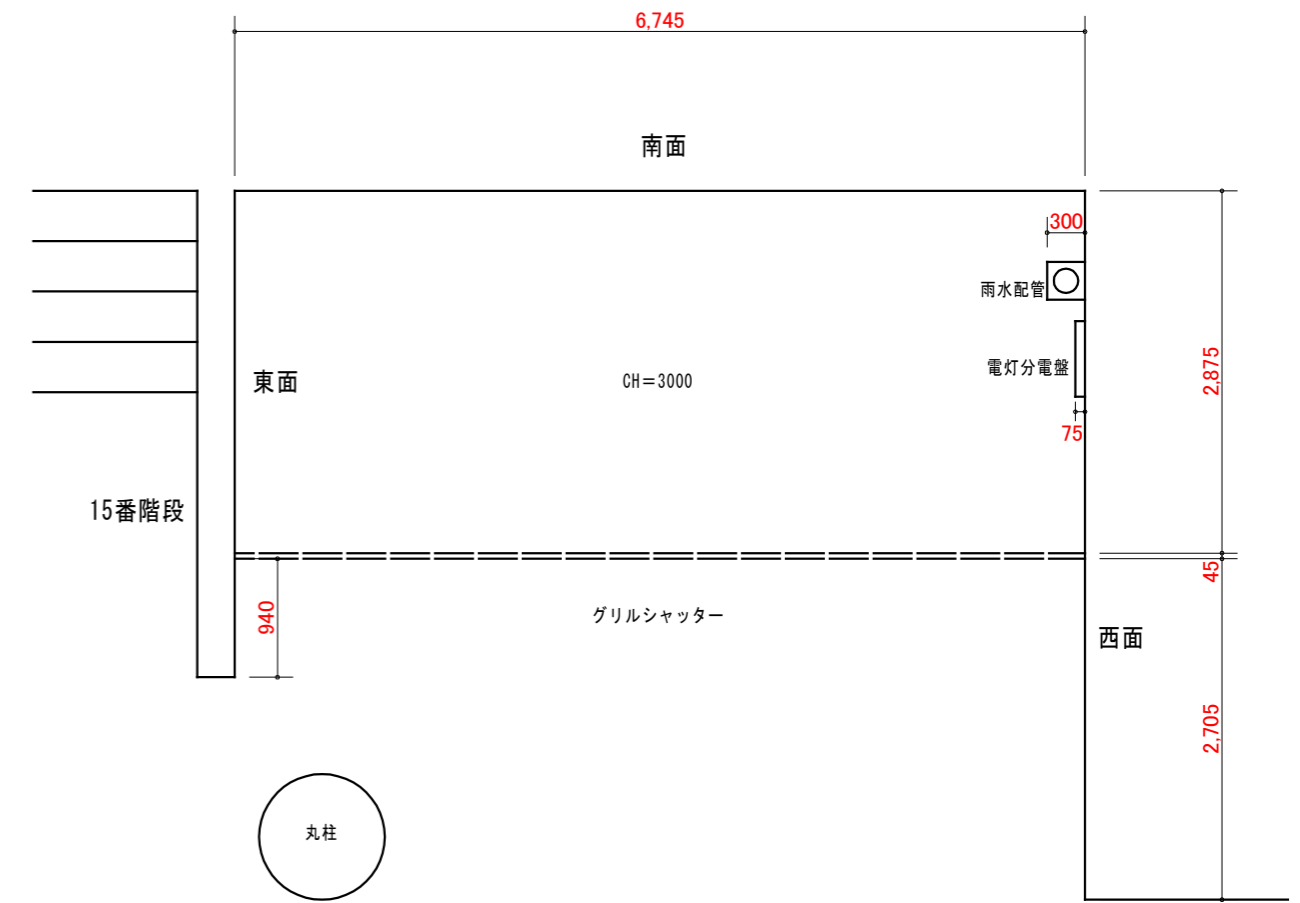 6,745
南面
300
雨水配管
電灯分電盤
2,875
東面
CH=3000
75
15番階段
45
940
グリルシャッター
西面
2,705
丸柱